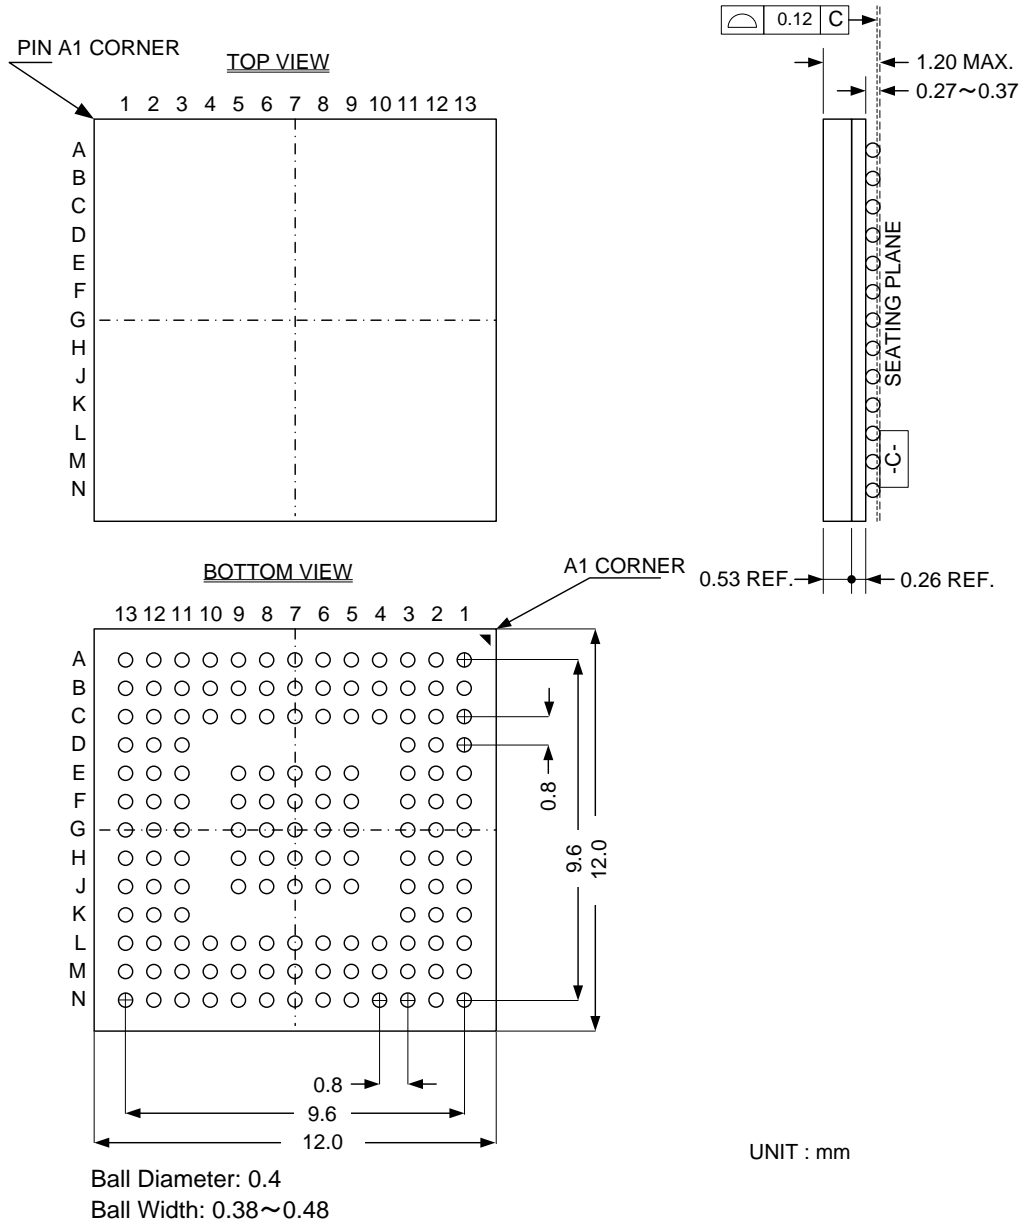 0.12 C
PIN A1 CORNER
TOP VIEW
1.20 MAX.
0.27～0.37
1 2 3 4 5 6 7 8 9 10 11 12 13
A
B
C
D
E
F
G
H
J
K
L
M
N
SEATING PLANE
-C-
0.53 REF.
0.26 REF.
BOTTOM VIEW
A1 CORNER
13 12 11 10 9 8 7 6 5 4 3 2 1
A
B
C
D
E
F
G
H
J
K
L
M
N
0.8
9.6
12.0
0.8
9.6
12.0
UNIT : mm
Ball Diameter: 0.4
Ball Width: 0.38～0.48